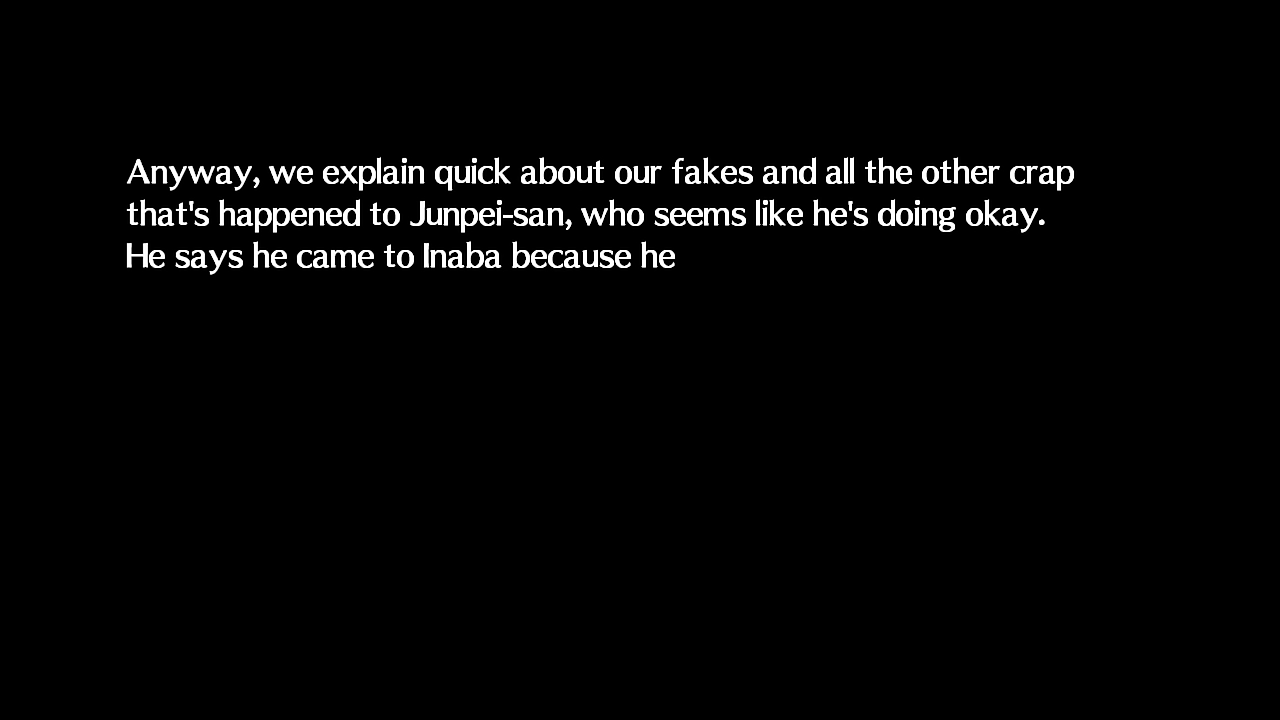 Anyway, we explain quick about our fakes and all the other crap
that's happened to Junpei-san, who seems like he's doing okay.
He says he came to Inaba because he